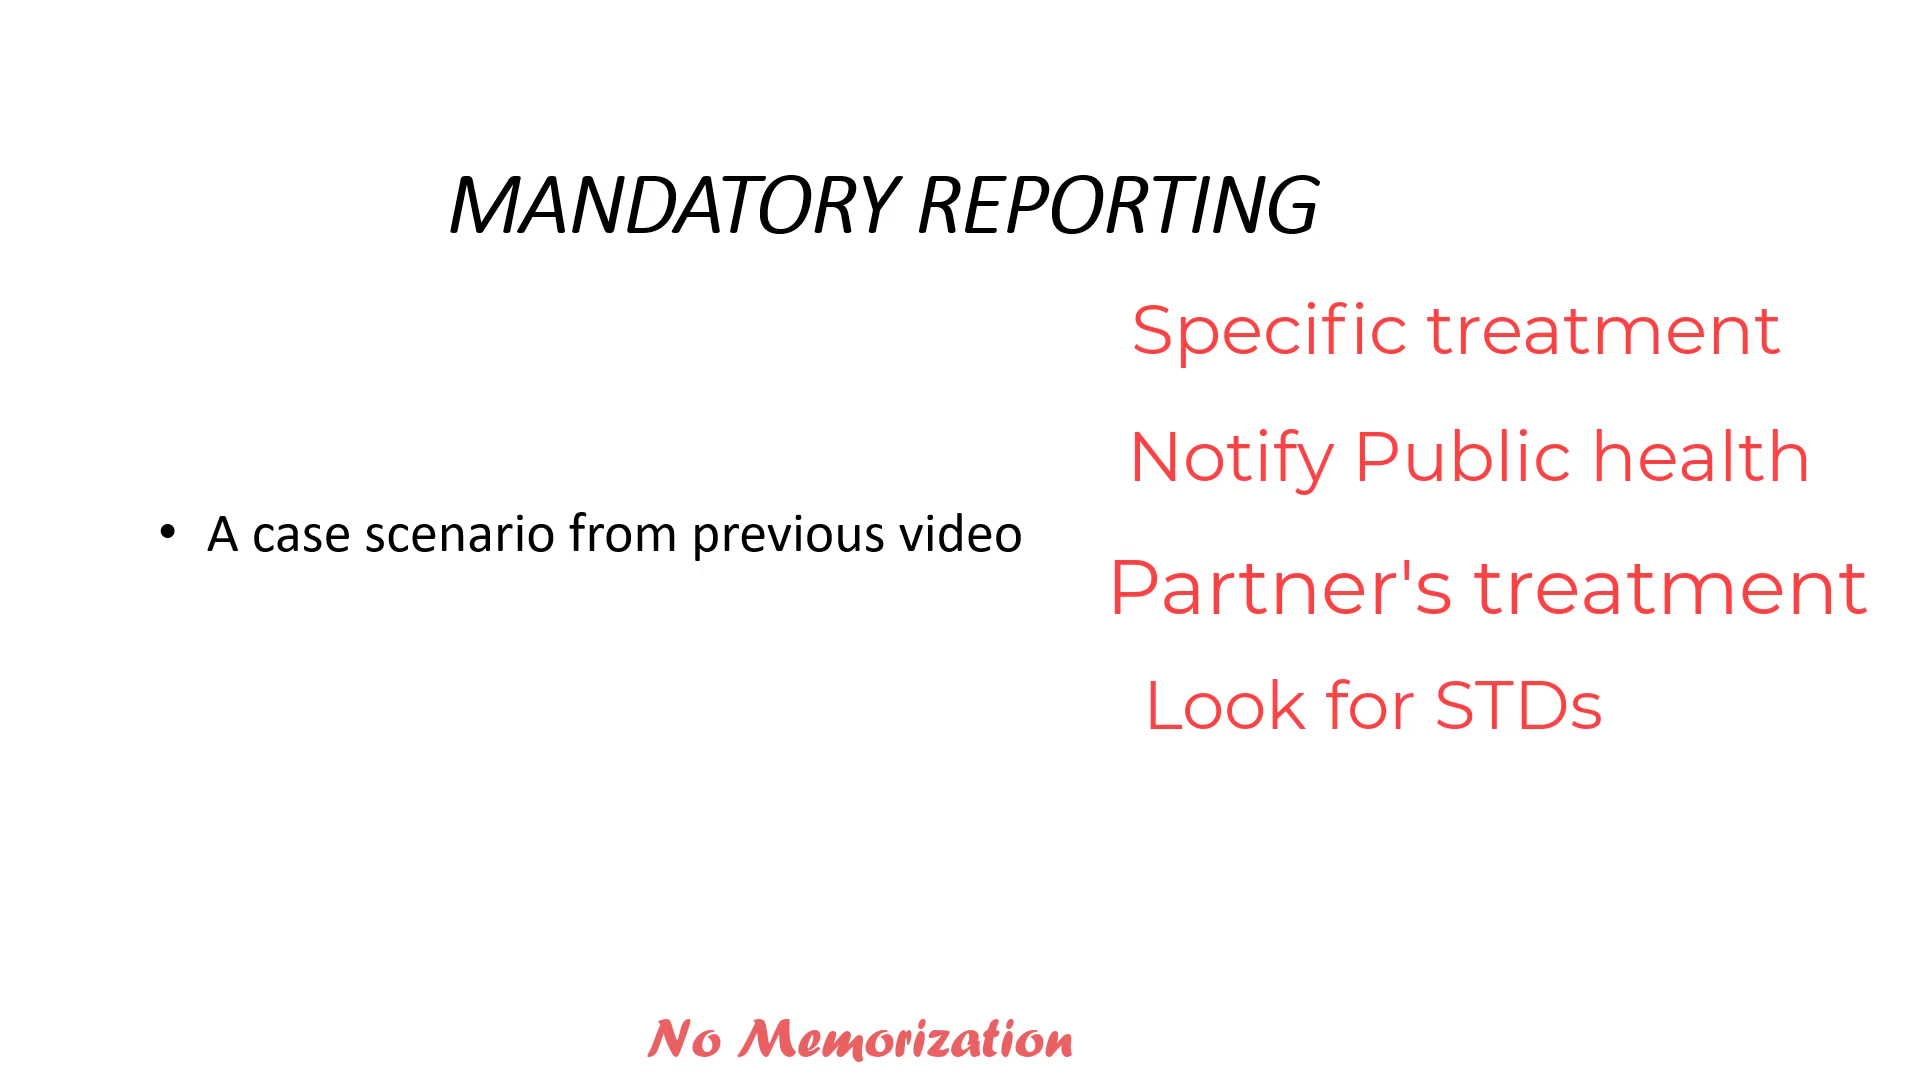 MANDATORY REPORTING
Specific treatment
Notify Public health
• A case scenario from previous video
Partner's treatment
Look for STDs
No Memorization